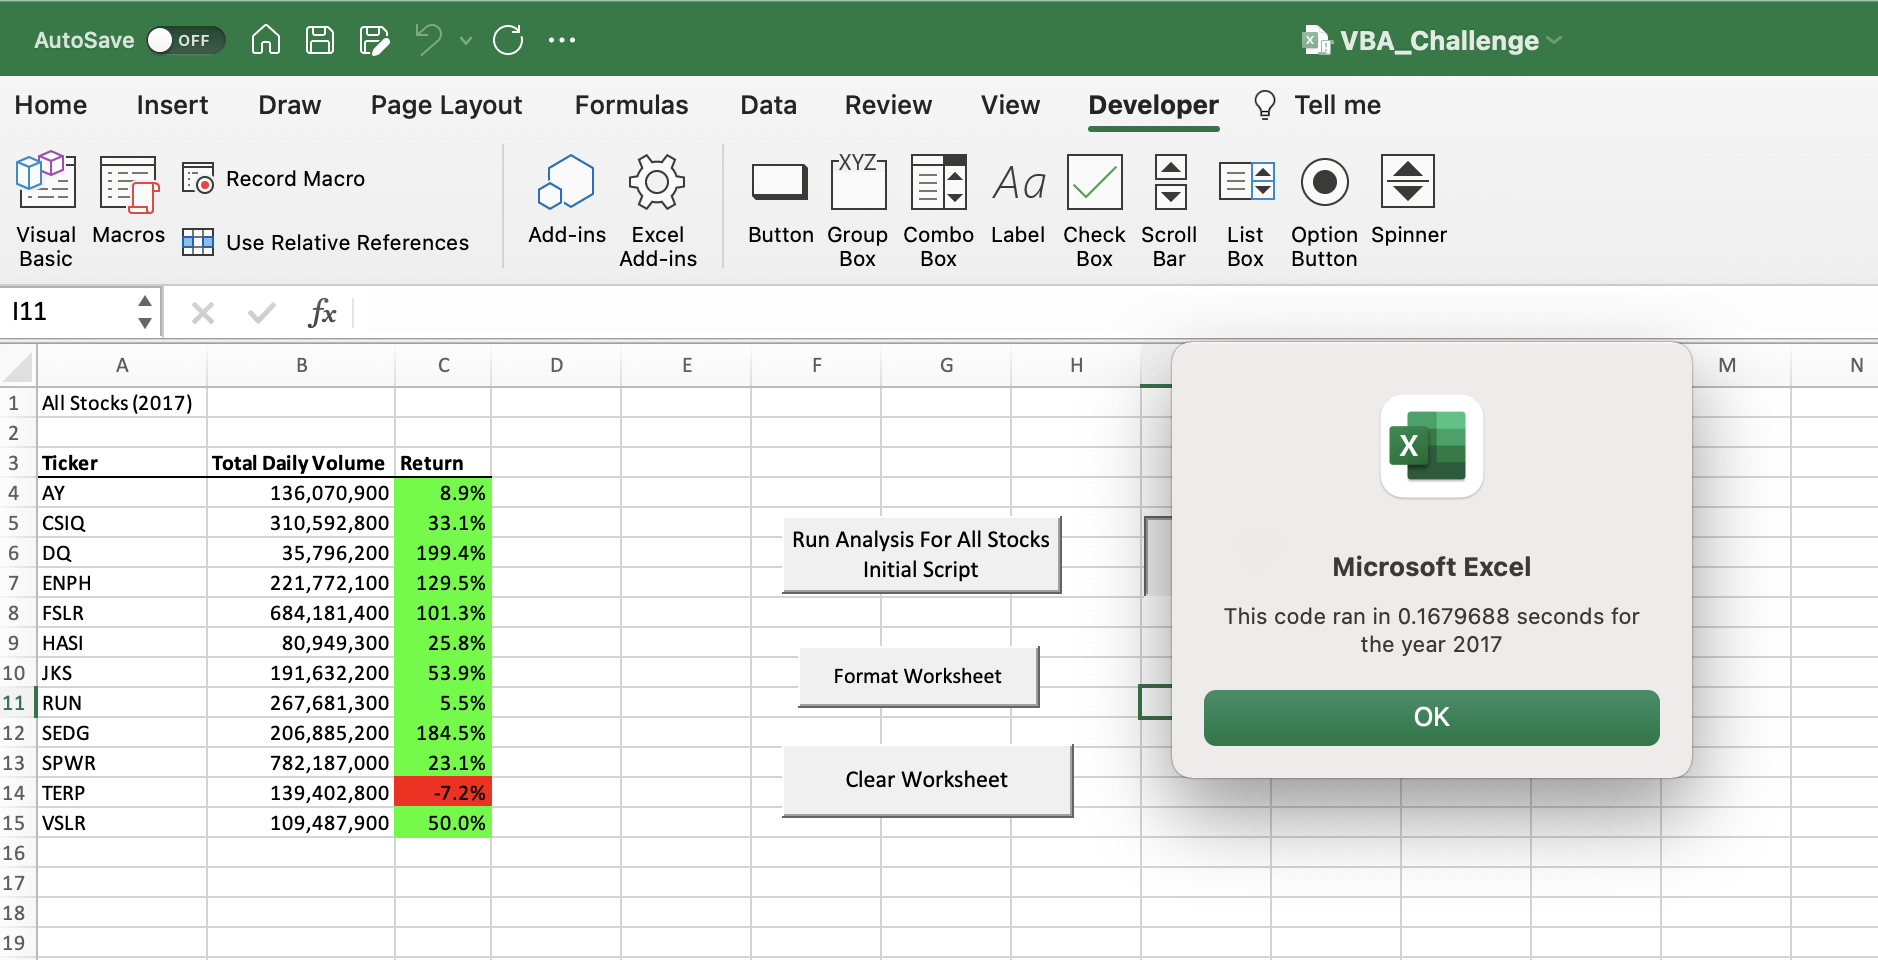 AutoSave OFF VBA_Challenge
Home Insert Draw Page Layout Formulas Data Review View Developer Tell me
Visual Basic
Macros
Record Macro
Use Relative References
Add-ins
Excel Add-ins
XYZ
Aa
Button
Group Box
Combo Box
Label
Check Box
Scroll Bar
List Box
Option Button
Spinner
I11 fx
A B C D E F G H M N
1 All Stocks (2017)
2
3 Ticker Total Daily Volume Return
4 AY 136,070,900 8.9%
5 CSIQ 310,592,800 33.1%
6 DQ 35,796,200 199.4%
7 ENPH 221,772,100 129.5%
8 FSLR 684,181,400 101.3%
9 HASI 80,949,300 25.8%
10 JKS 191,632,200 53.9%
11 RUN 267,681,300 5.5%
12 SEDG 206,885,200 184.5%
13 SPWR 782,187,000 23.1%
14 TERP 139,402,800 -7.2%
15 VSLR 109,487,900 50.0%
16
17
18
19
Run Analysis For All Stocks
Initial Script
Format Worksheet
Clear Worksheet
X
Microsoft Excel
This code ran in 0.1679688 seconds for
the year 2017
OK